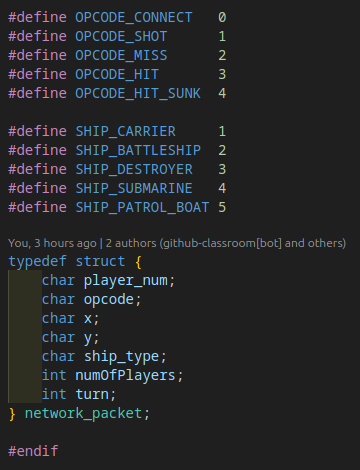 #define OPCODE_CONNECT   0
#define OPCODE_SHOT      1
#define OPCODE_MISS      2
#define OPCODE_HIT       3
#define OPCODE_HIT_SUNK  4
#define SHIP_CARRIER     1
#define SHIP_BATTLESHIP  2
#define SHIP_DESTROYER   3
#define SHIP_SUBMARINE   4
#define SHIP_PATROL_BOAT 5
You, 3 hours ago | 2 authors (github-classroom[bot] and others)
typedef struct {
    char player_num;
    char opcode;
    char x;
    char y;
    char ship_type;
    int numOfPlayers;
    int turn;
} network_packet;
#endif